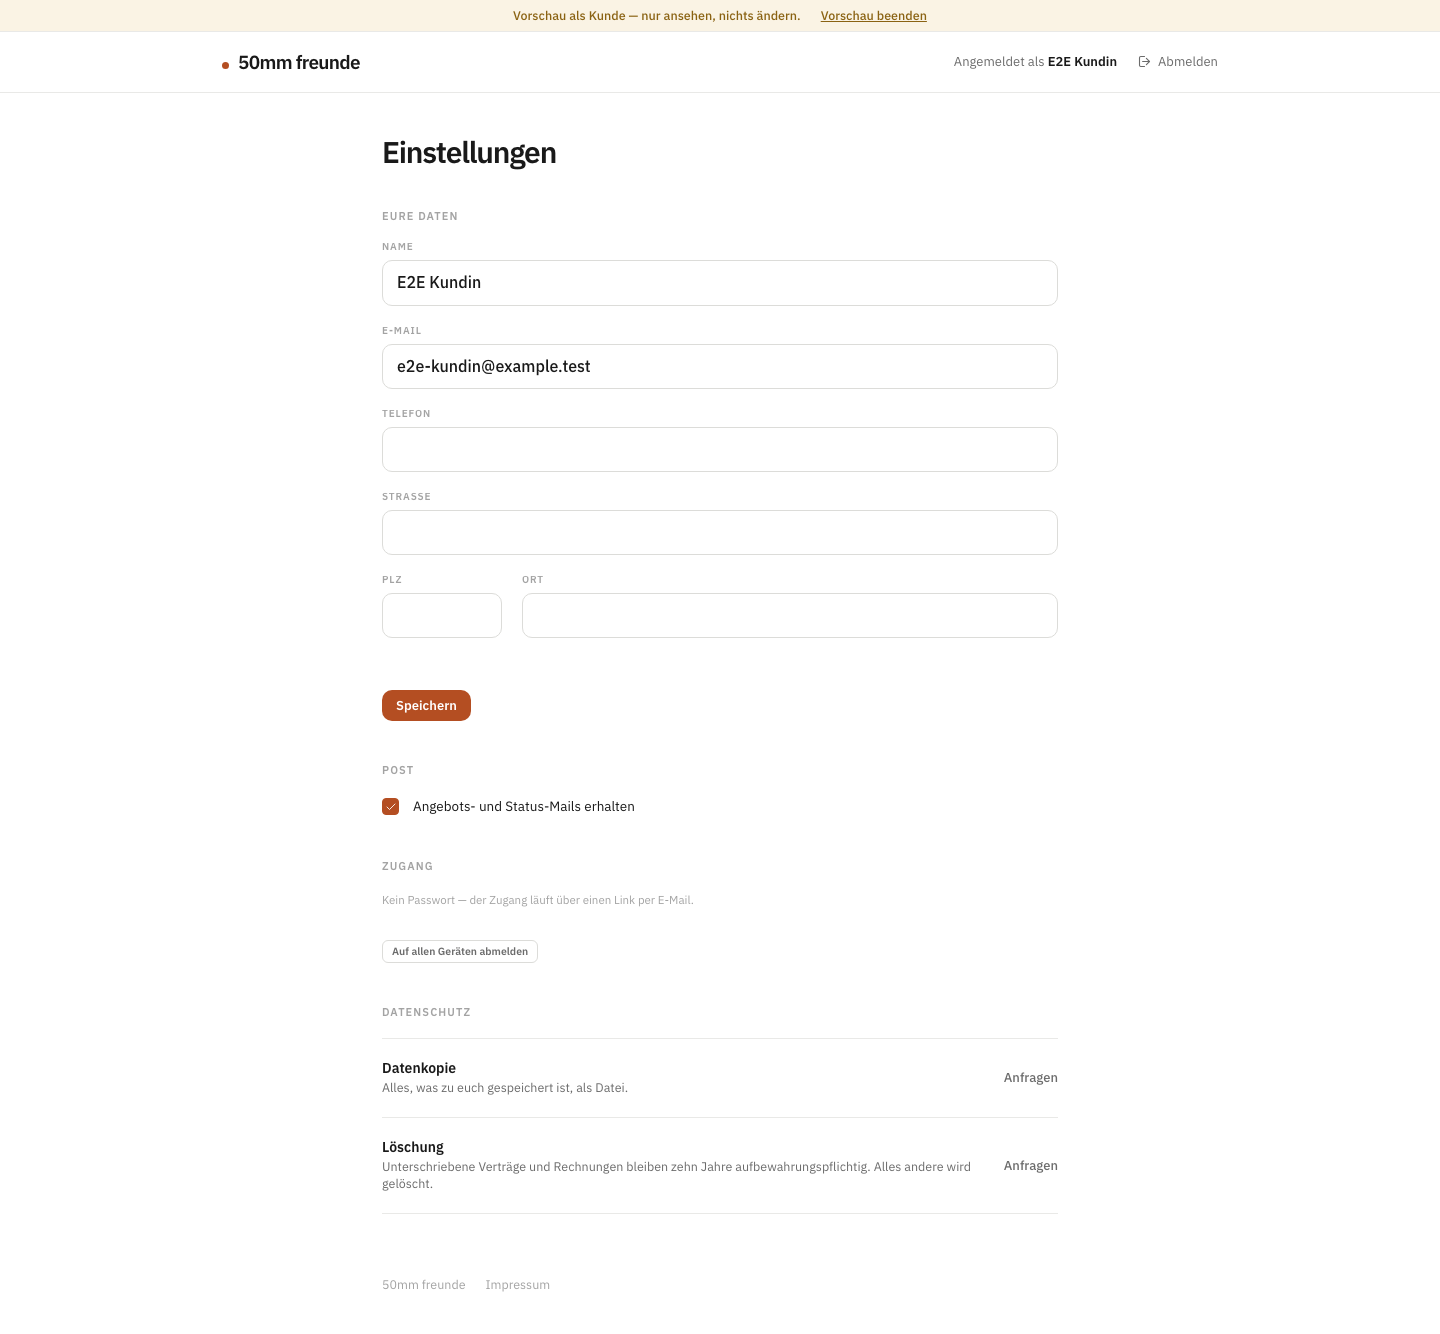 Vorschau als Kunde — nur ansehen, nichts ändern. Vorschau beenden
50mm freunde
Angemeldet als E2E Kundin
Abmelden
Einstellungen
EURE DATEN
NAME
E2E Kundin
E-MAIL
e2e-kundin@example.test
TELEFON
STRASSE
PLZ
ORT
Speichern
POST
Angebots- und Status-Mails erhalten
ZUGANG
Kein Passwort — der Zugang läuft über einen Link per E-Mail.
Auf allen Geräten abmelden
DATENSCHUTZ
Datenkopie
Alles, was zu euch gespeichert ist, als Datei.
Anfragen
Löschung
Unterschriebene Verträge und Rechnungen bleiben zehn Jahre aufbewahrungspflichtig. Alles andere wird
gelöscht.
Anfragen
50mm freunde Impressum